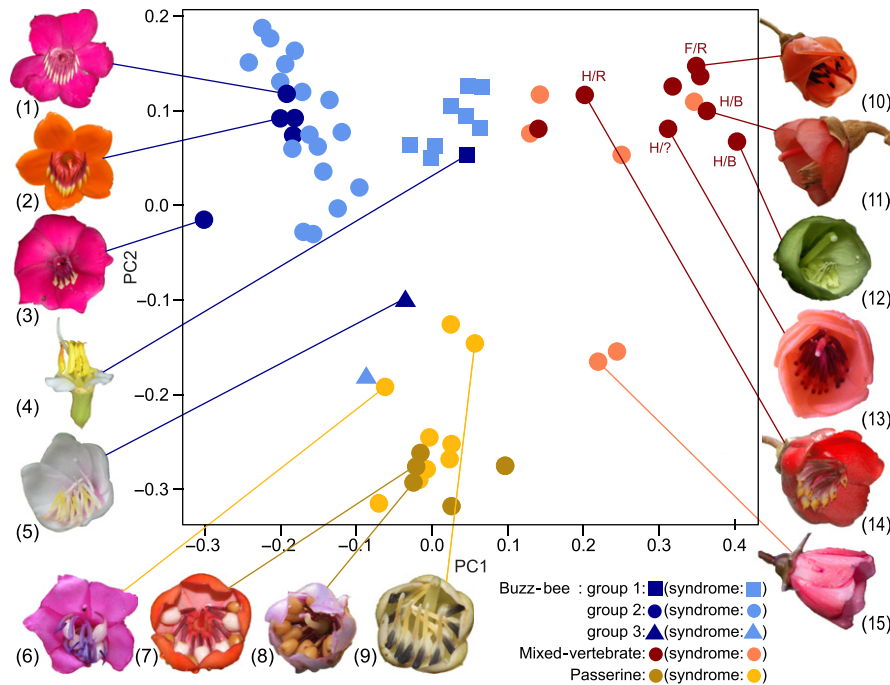 0.2
0.1
0.0
−0.1
−0.2
−0.3
PC2
−0.3 −0.2 −0.1 0.0 0.1 0.2 0.3 0.4
PC1
H/R
F/R
H/B
H/?
H/B
(1)
(2)
(3)
(4)
(5)
(6) (7) (8) (9)
(10)
(11)
(12)
(13)
(14)
(15)
Buzz-bee : group 1: (syndrome: )
group 2: (syndrome: )
group 3: (syndrome: )
Mixed-vertebrate: (syndrome: )
Passerine: (syndrome: )